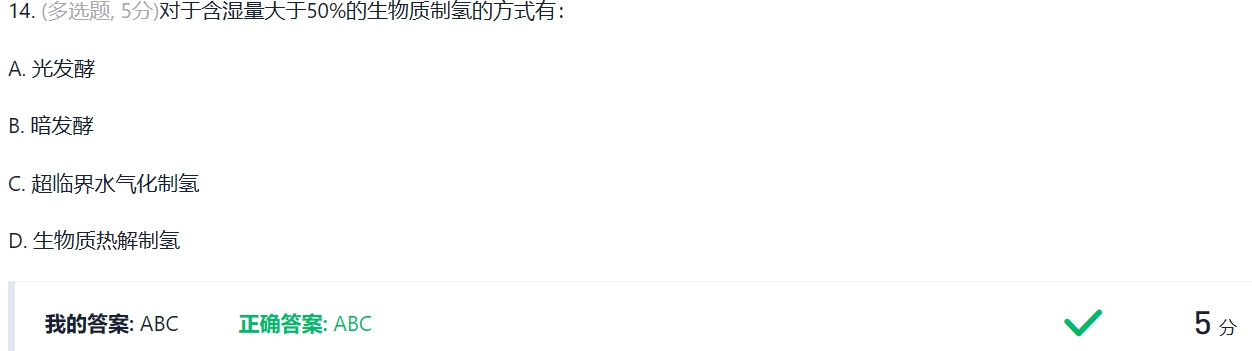 14. (多选题, 5分)对于含湿量大于50%的生物质制氢的方式有：
A. 光发酵
B. 暗发酵
C. 超临界水气化制氢
D. 生物质热解制氢
我的答案: ABC 正确答案: ABC 5 分